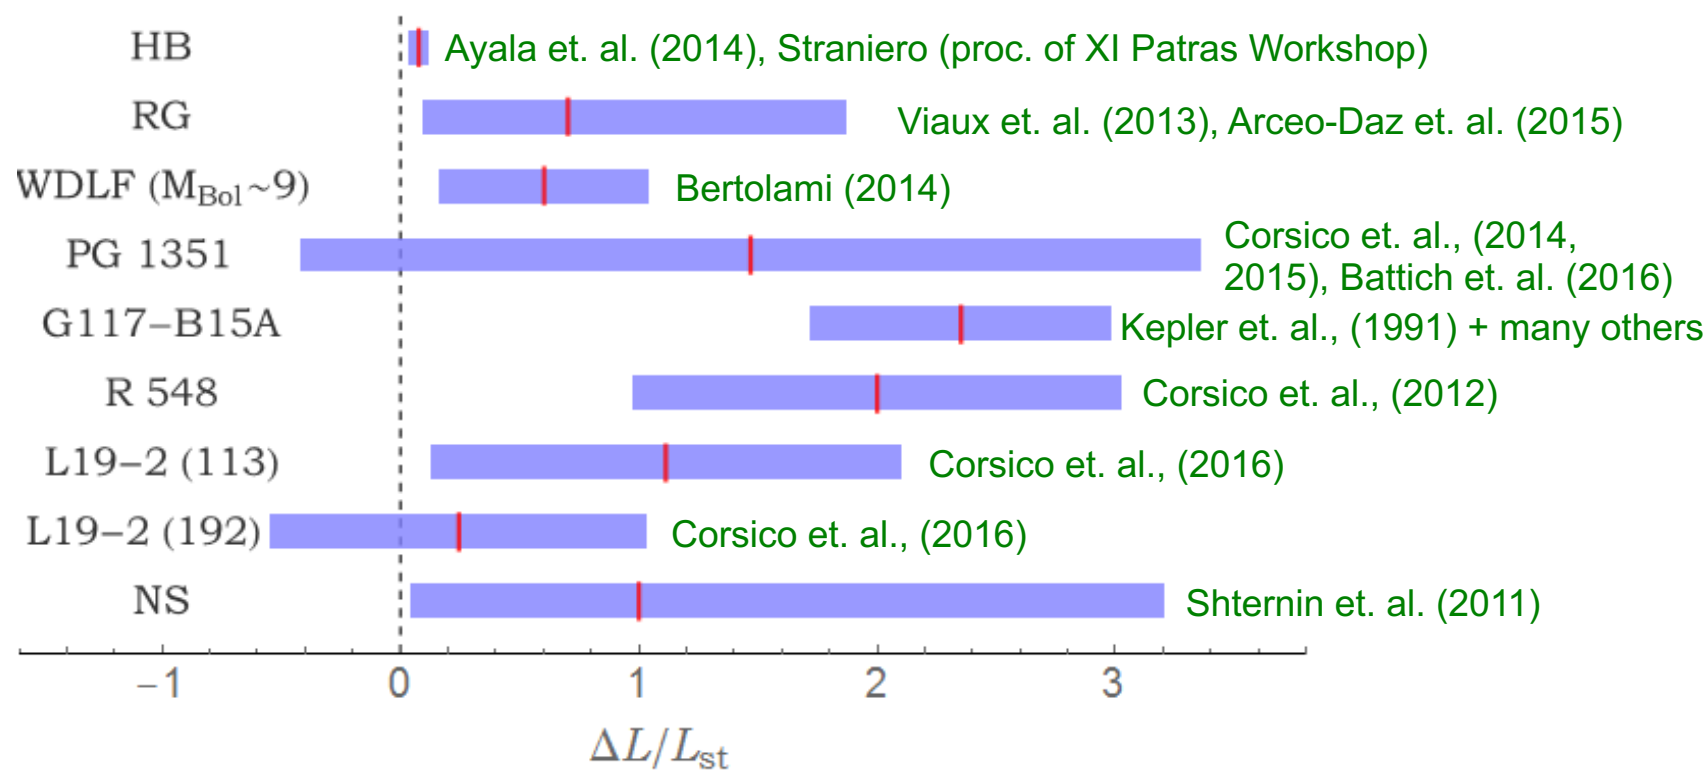 HB Ayala et. al. (2014), Straniero (proc. of XI Patras Workshop)
RG Viaux et. al. (2013), Arceo-Daz et. al. (2015)
WDLF (M_Bol~9) Bertolami (2014)
PG 1351 Corsico et. al., (2014,
2015), Battich et. al. (2016)
G117–B15A Kepler et. al., (1991) + many others
R 548 Corsico et. al., (2012)
L19–2 (113) Corsico et. al., (2016)
L19–2 (192) Corsico et. al., (2016)
NS Shternin et. al. (2011)
−1 0 1 2 3
ΔL/L_st